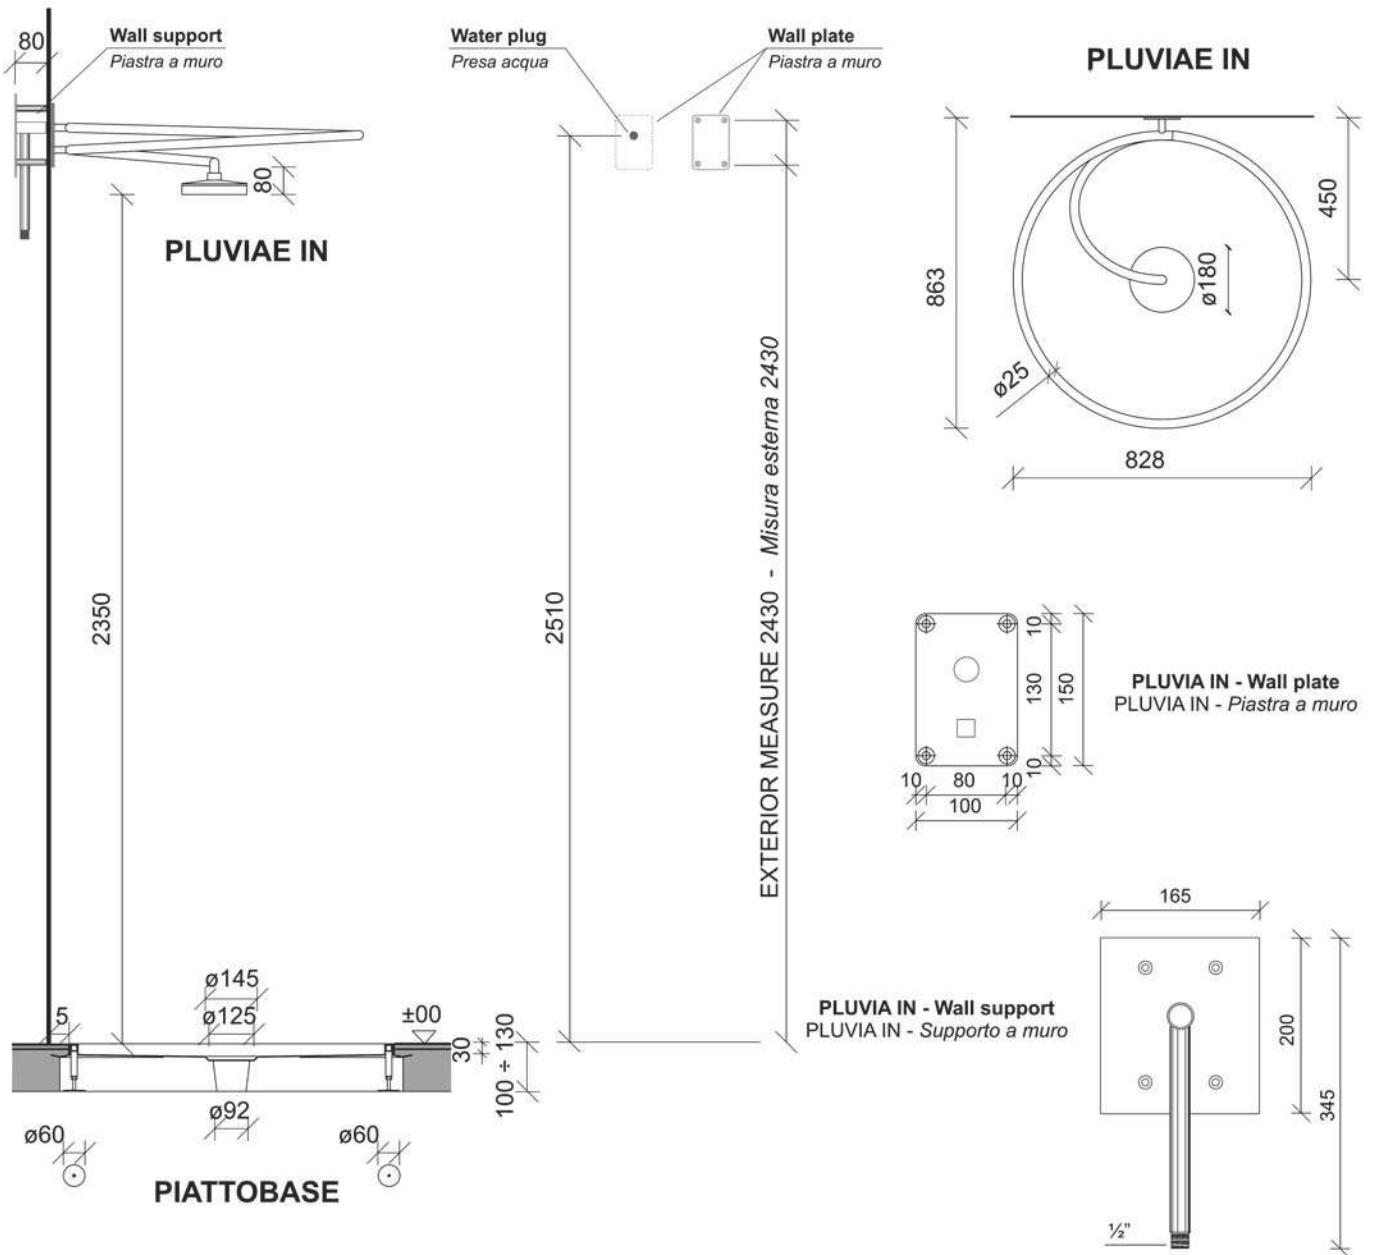 80
Wall support
Piastra a muro
80
PLUVIAE IN
2350
Water plug
Presa acqua
Wall plate
Piastra a muro
2510
EXTERIOR MEASURE 2430 - Misura esterna 2430
PLUVIAE IN
450
863
ø180
ø25
828
10
130
150
10
10 80 10
100
PLUVIA IN - Wall plate
PLUVIA IN - Piastra a muro
165
PLUVIA IN - Wall support
PLUVIA IN - Supporto a muro
200
345
½"
ø145
5
ø125
±00
30
100 ÷ 130
ø92
ø60
ø60
PIATTOBASE